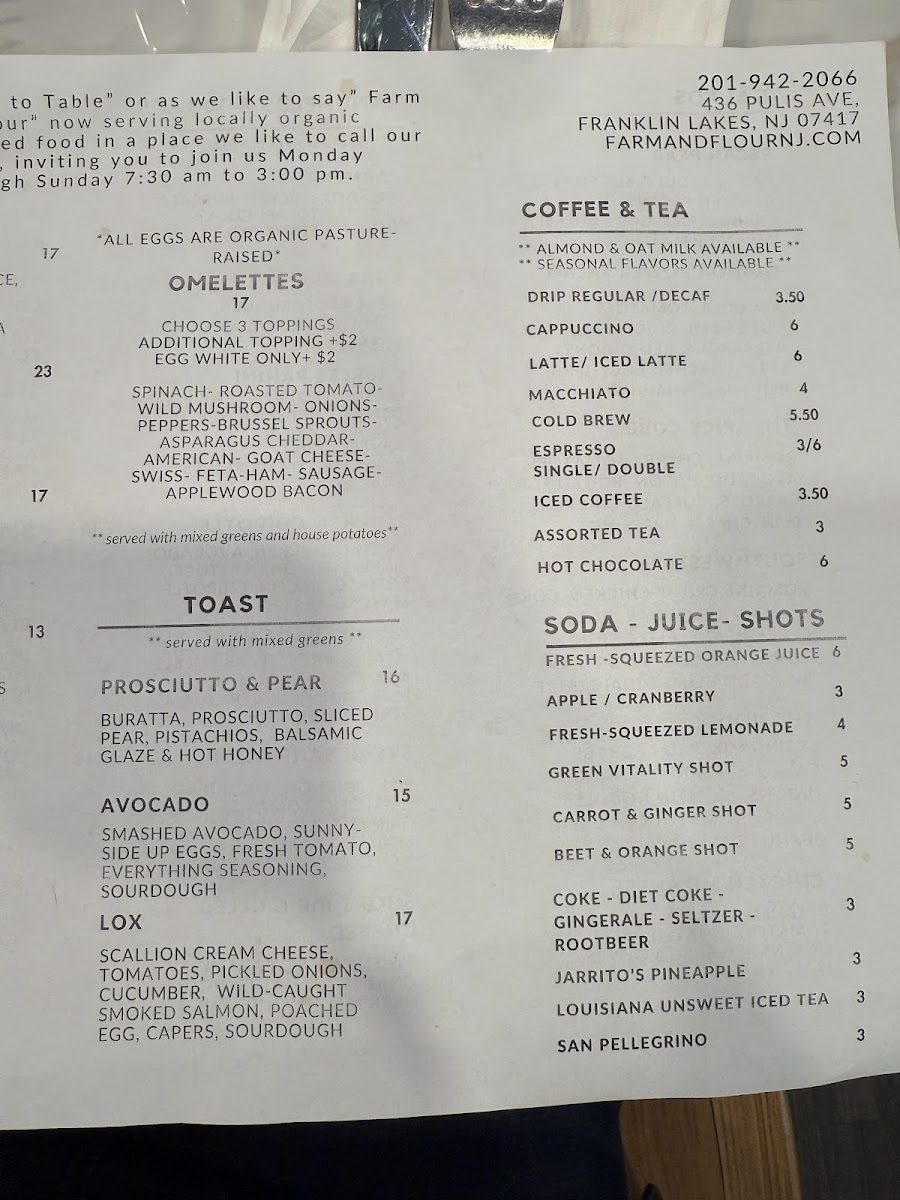 to Table" or as we like to say" Farm
our" now serving locally organic
ed food in a place we like to call our
, inviting you to join us Monday
gh Sunday 7:30 am to 3:00 pm.
201-942-2066
436 PULIS AVE,
FRANKLIN LAKES, NJ 07417
FARMANDFLOURNJ.COM
17
CE,
A
23
17
13
S
*ALL EGGS ARE ORGANIC PASTURE-
RAISED*
OMELETTES
17
CHOOSE 3 TOPPINGS
ADDITIONAL TOPPING +$2
EGG WHITE ONLY+ $2
SPINACH- ROASTED TOMATO-
WILD MUSHROOM- ONIONS-
PEPPERS-BRUSSEL SPROUTS-
ASPARAGUS CHEDDAR-
AMERICAN- GOAT CHEESE-
SWISS- FETA-HAM- SAUSAGE-
APPLEWOOD BACON
** served with mixed greens and house potatoes**
TOAST
** served with mixed greens **
PROSCIUTTO & PEAR 16
BURATTA, PROSCIUTTO, SLICED
PEAR, PISTACHIOS, BALSAMIC
GLAZE & HOT HONEY
AVOCADO 15
SMASHED AVOCADO, SUNNY-
SIDE UP EGGS, FRESH TOMATO,
EVERYTHING SEASONING,
SOURDOUGH
LOX 17
SCALLION CREAM CHEESE,
TOMATOES, PICKLED ONIONS,
CUCUMBER, WILD-CAUGHT
SMOKED SALMON, POACHED
EGG, CAPERS, SOURDOUGH
COFFEE & TEA
** ALMOND & OAT MILK AVAILABLE **
** SEASONAL FLAVORS AVAILABLE **
DRIP REGULAR /DECAF 3.50
CAPPUCCINO 6
LATTE/ ICED LATTE 6
MACCHIATO 4
COLD BREW 5.50
ESPRESSO 3/6
SINGLE/ DOUBLE
ICED COFFEE 3.50
ASSORTED TEA 3
HOT CHOCOLATE 6
SODA - JUICE- SHOTS
FRESH -SQUEEZED ORANGE JUICE 6
APPLE / CRANBERRY 3
FRESH-SQUEEZED LEMONADE 4
GREEN VITALITY SHOT 5
CARROT & GINGER SHOT 5
BEET & ORANGE SHOT 5
COKE - DIET COKE -
GINGERALE - SELTZER - 3
ROOTBEER
JARRITO'S PINEAPPLE 3
LOUISIANA UNSWEET ICED TEA 3
SAN PELLEGRINO 3